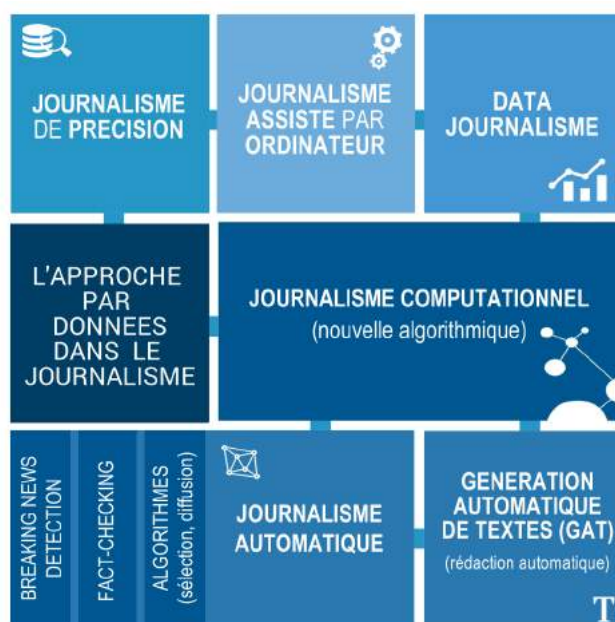 JOURNALISME
DE PRECISION
JOURNALISME
ASSISTE PAR
ORDINATEUR
DATA
JOURNALISME
L'APPROCHE
PAR
DONNEES
DANS LE
JOURNALISME
JOURNALISME COMPUTATIONNEL
(nouvelle algorithmique)
BREAKING NEWS
DETECTION
FACT-CHECKING
ALGORITHMES
(sélection, diffusion)
JOURNALISME
AUTOMATIQUE
GENERATION
AUTOMATIQUE
DE TEXTES (GAT)
(rédaction automatique)
T